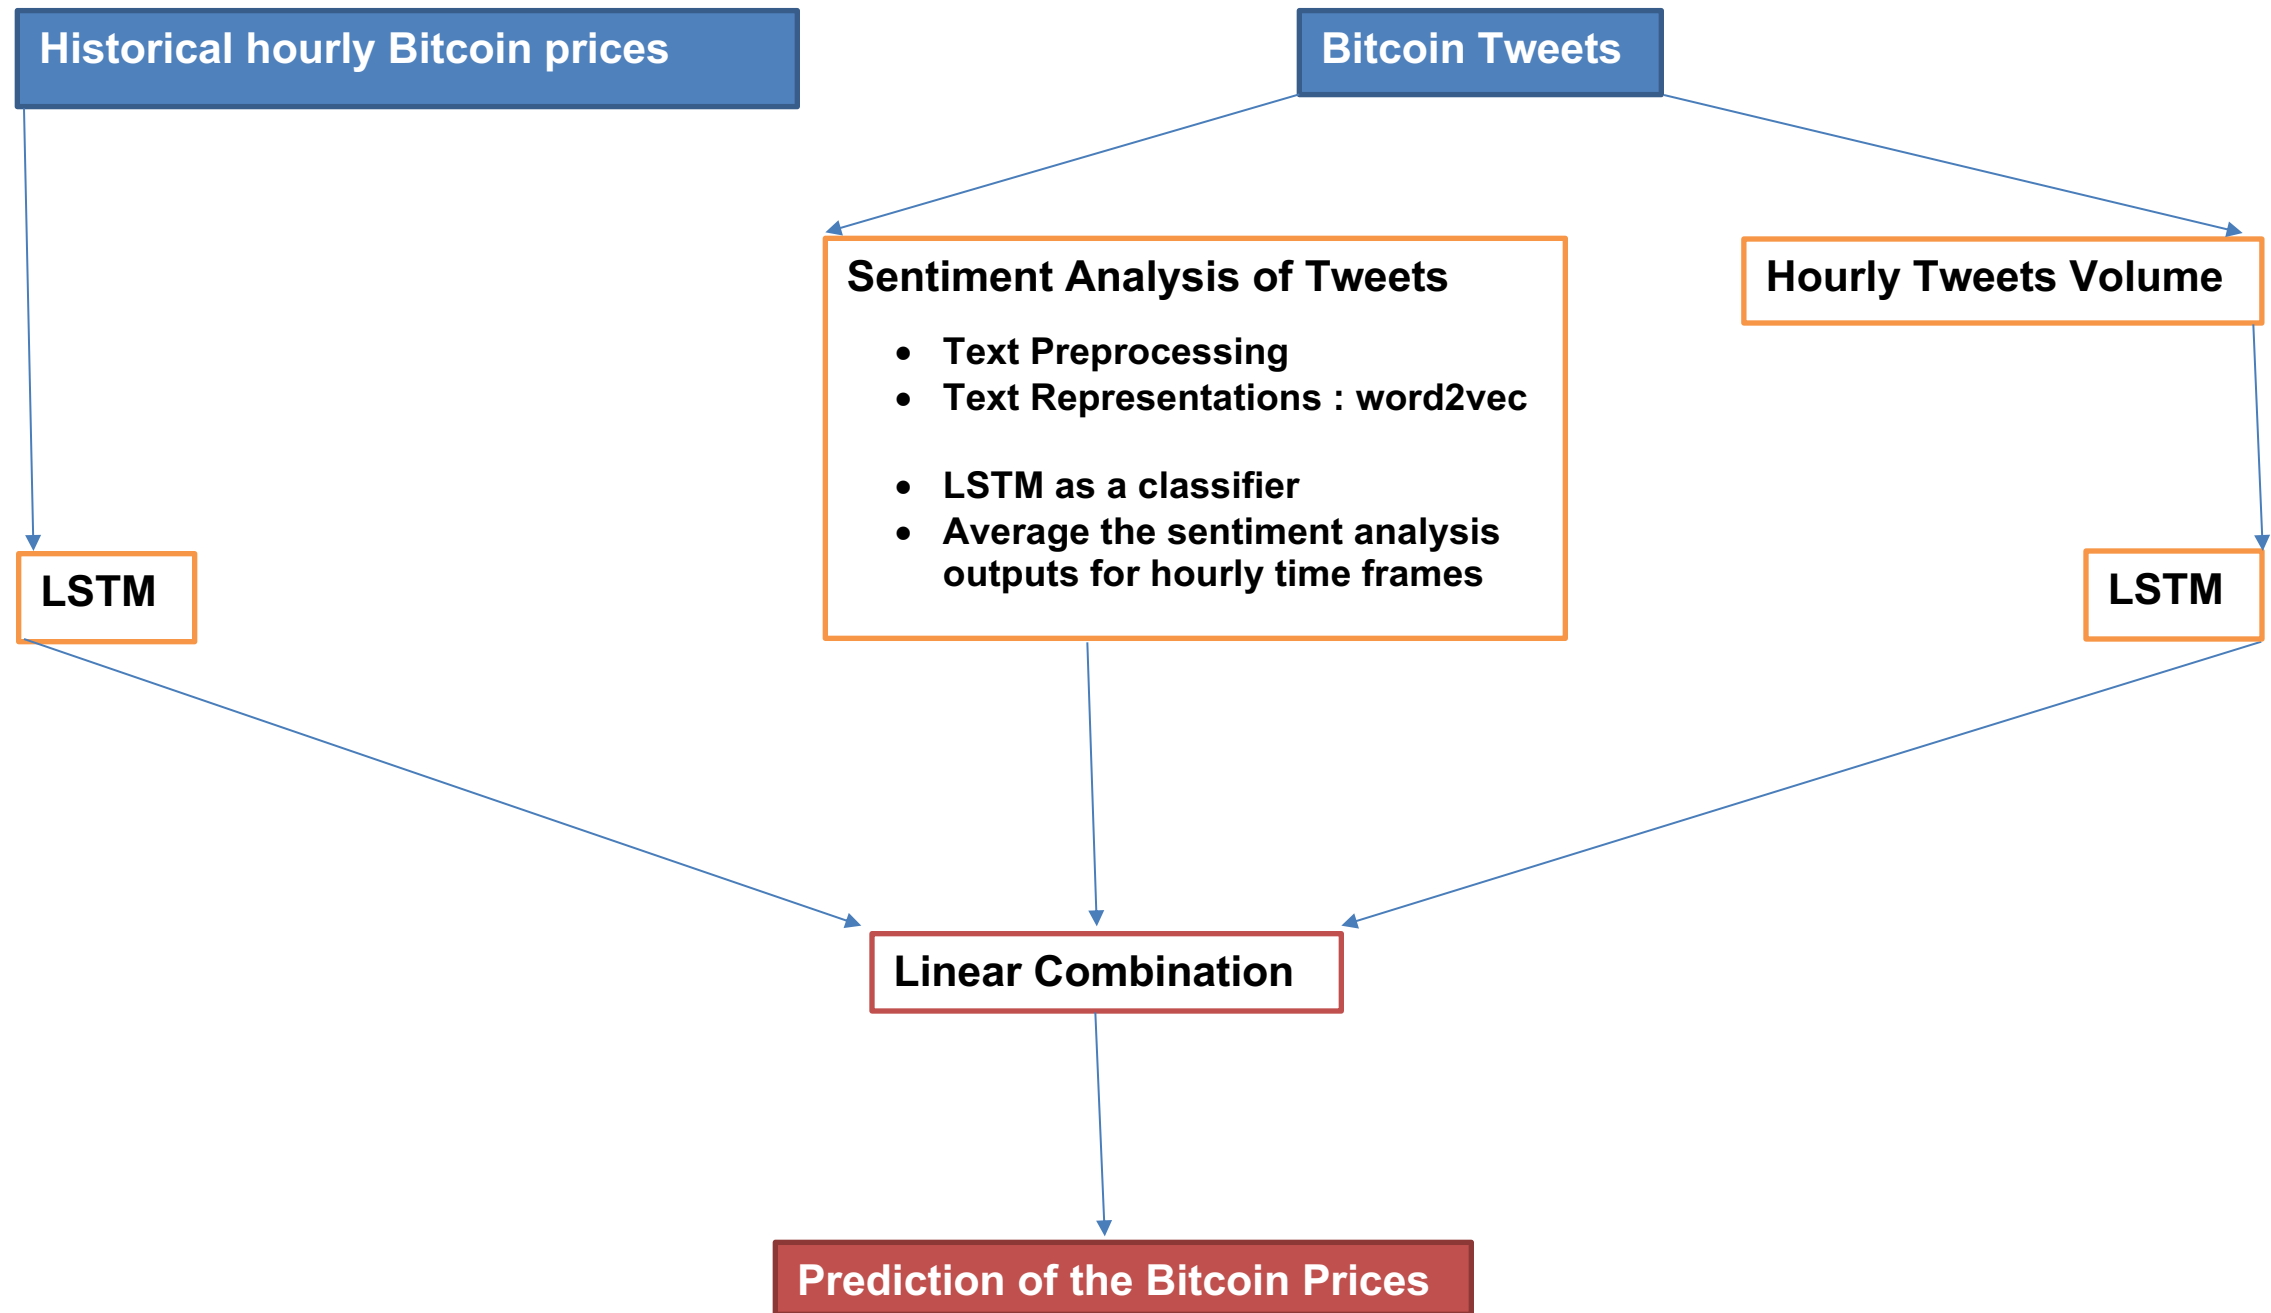 Historical hourly Bitcoin prices
Bitcoin Tweets
Sentiment Analysis of Tweets
• Text Preprocessing
• Text Representations : word2vec
• LSTM as a classifier
• Average the sentiment analysis
outputs for hourly time frames
Hourly Tweets Volume
LSTM
LSTM
Linear Combination
Prediction of the Bitcoin Prices